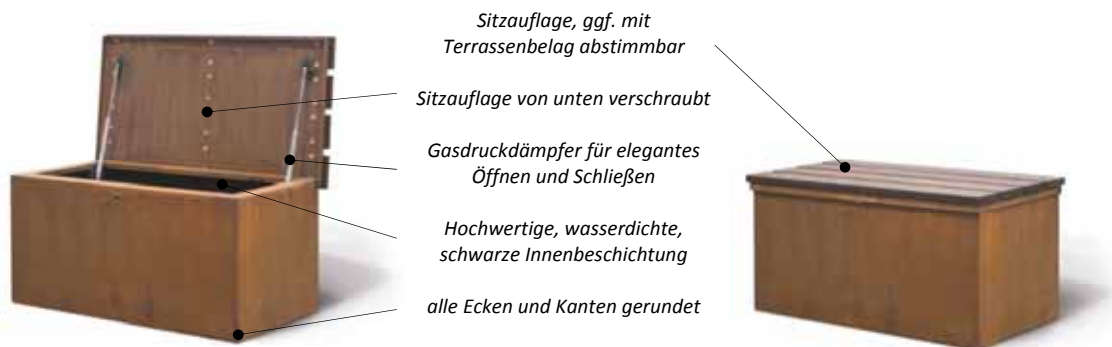 Sitzauflage, ggf. mit
Terrassenbelag abstimmbar
Sitzauflage von unten verschraubt
Gasdruckdämpfer für elegantes
Öffnen und Schließen
Hochwertige, wasserdichte,
schwarze Innenbeschichtung
alle Ecken und Kanten gerundet